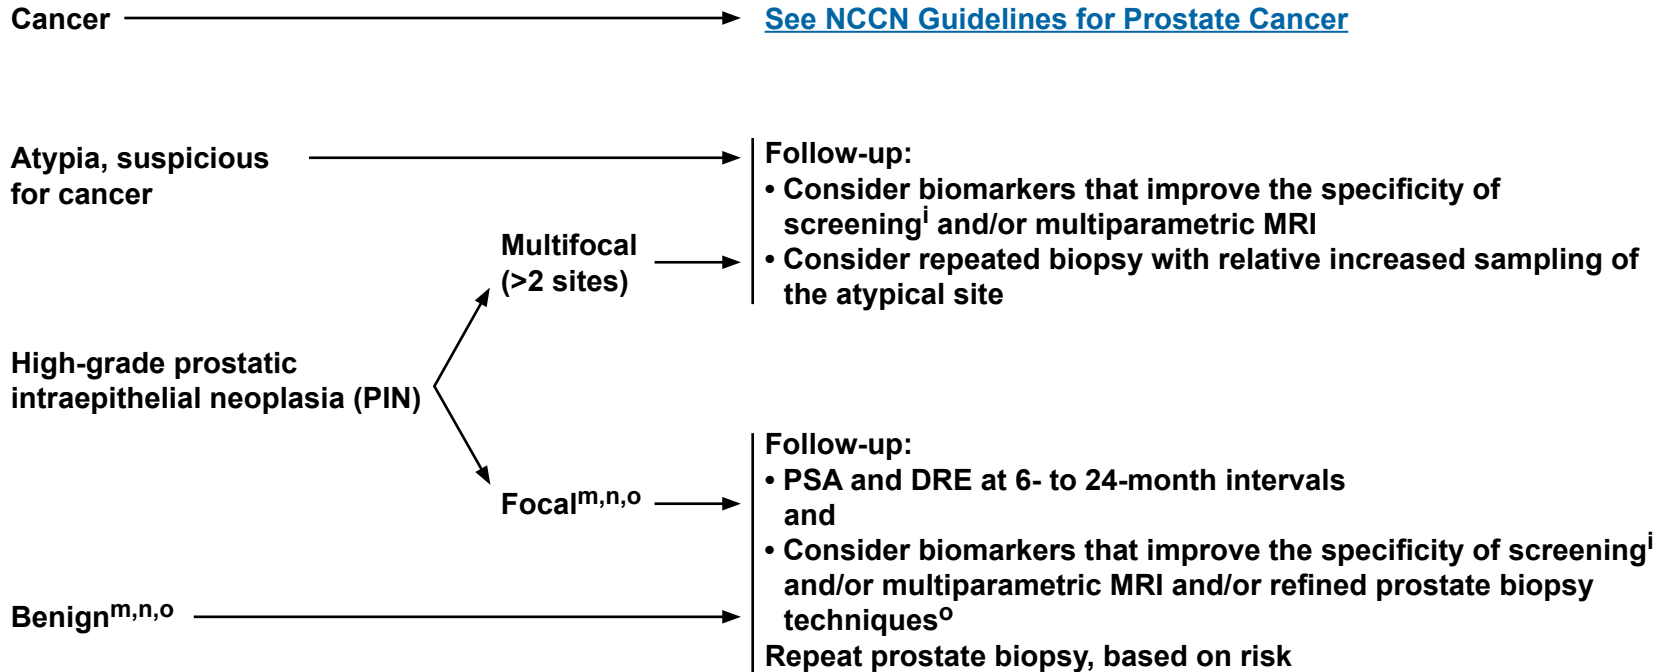 Cancer
See NCCN Guidelines for Prostate Cancer
Atypia, suspicious
for cancer
Follow-up:
• Consider biomarkers that improve the specificity of
screeningⁱ and/or multiparametric MRI
• Consider repeated biopsy with relative increased sampling of
the atypical site
Multifocal
(>2 sites)
High-grade prostatic
intraepithelial neoplasia (PIN)
Focalᵐ,ⁿ,ᵒ
Follow-up:
• PSA and DRE at 6- to 24-month intervals
and
• Consider biomarkers that improve the specificity of screeningⁱ
and/or multiparametric MRI and/or refined prostate biopsy
techniquesᵒ
Repeat prostate biopsy, based on risk
Benignᵐ,ⁿ,ᵒ